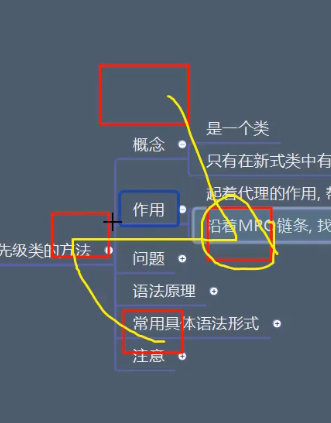 是一个类
概念
只有在新式类中有
起着代理的作用,
作用
沿着MRO链条, 找
先级类的方法
问题
语法原理
常用具体语法形式
注意